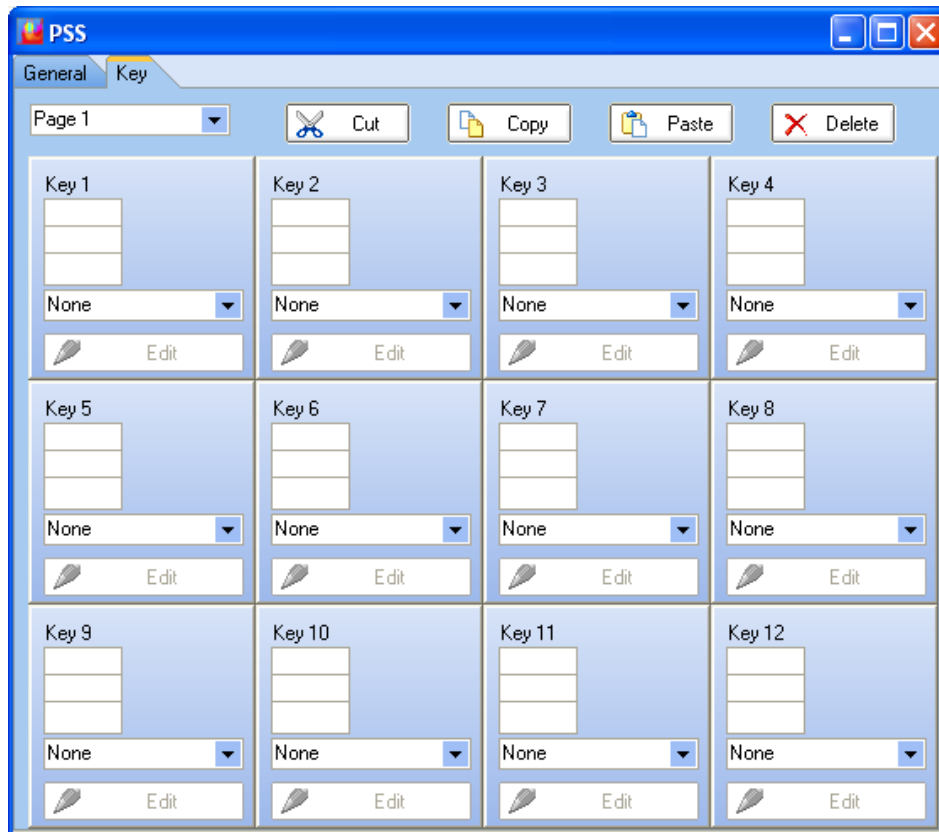 PSS
General Key
Page 1 Cut Copy Paste Delete
Key 1 Key 2 Key 3 Key 4
None None None None
Edit Edit Edit Edit
Key 5 Key 6 Key 7 Key 8
None None None None
Edit Edit Edit Edit
Key 9 Key 10 Key 11 Key 12
None None None None
Edit Edit Edit Edit